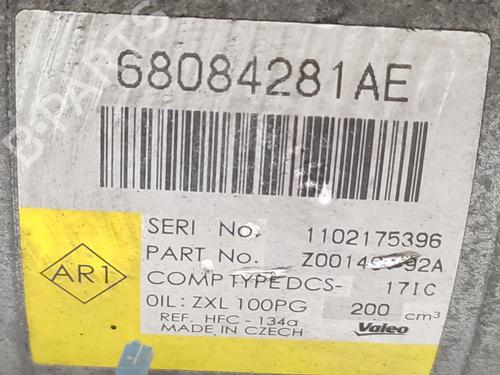 68084281AE
SERI No. 1102175396
PART No.
AR1
COMP TYPE DCS-17IC
OIL: ZXL 100PG 200 cm³
REF. HFC - 134a
MADE IN CZECH
Valeo
B-PARTS